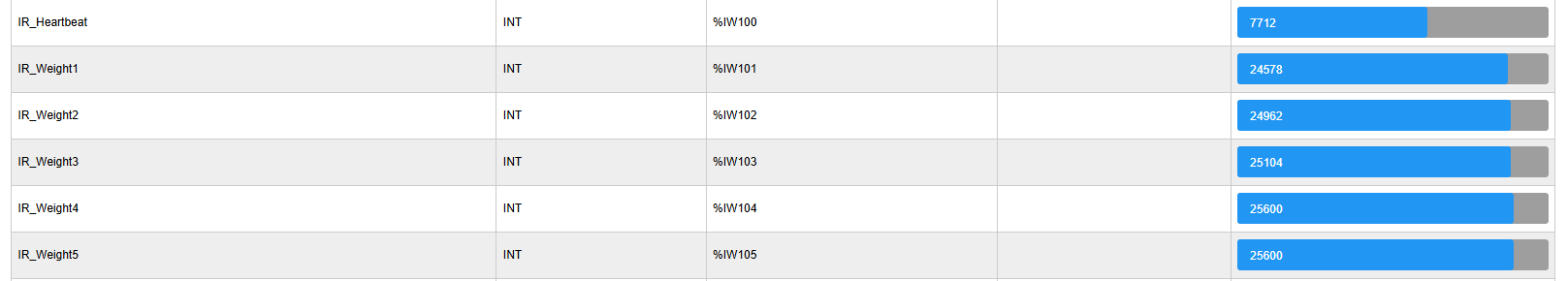 IR_Heartbeat INT %IW100 7712
IR_Weight1 INT %IW101 24578
IR_Weight2 INT %IW102 24962
IR_Weight3 INT %IW103 25104
IR_Weight4 INT %IW104 25600
IR_Weight5 INT %IW105 25600